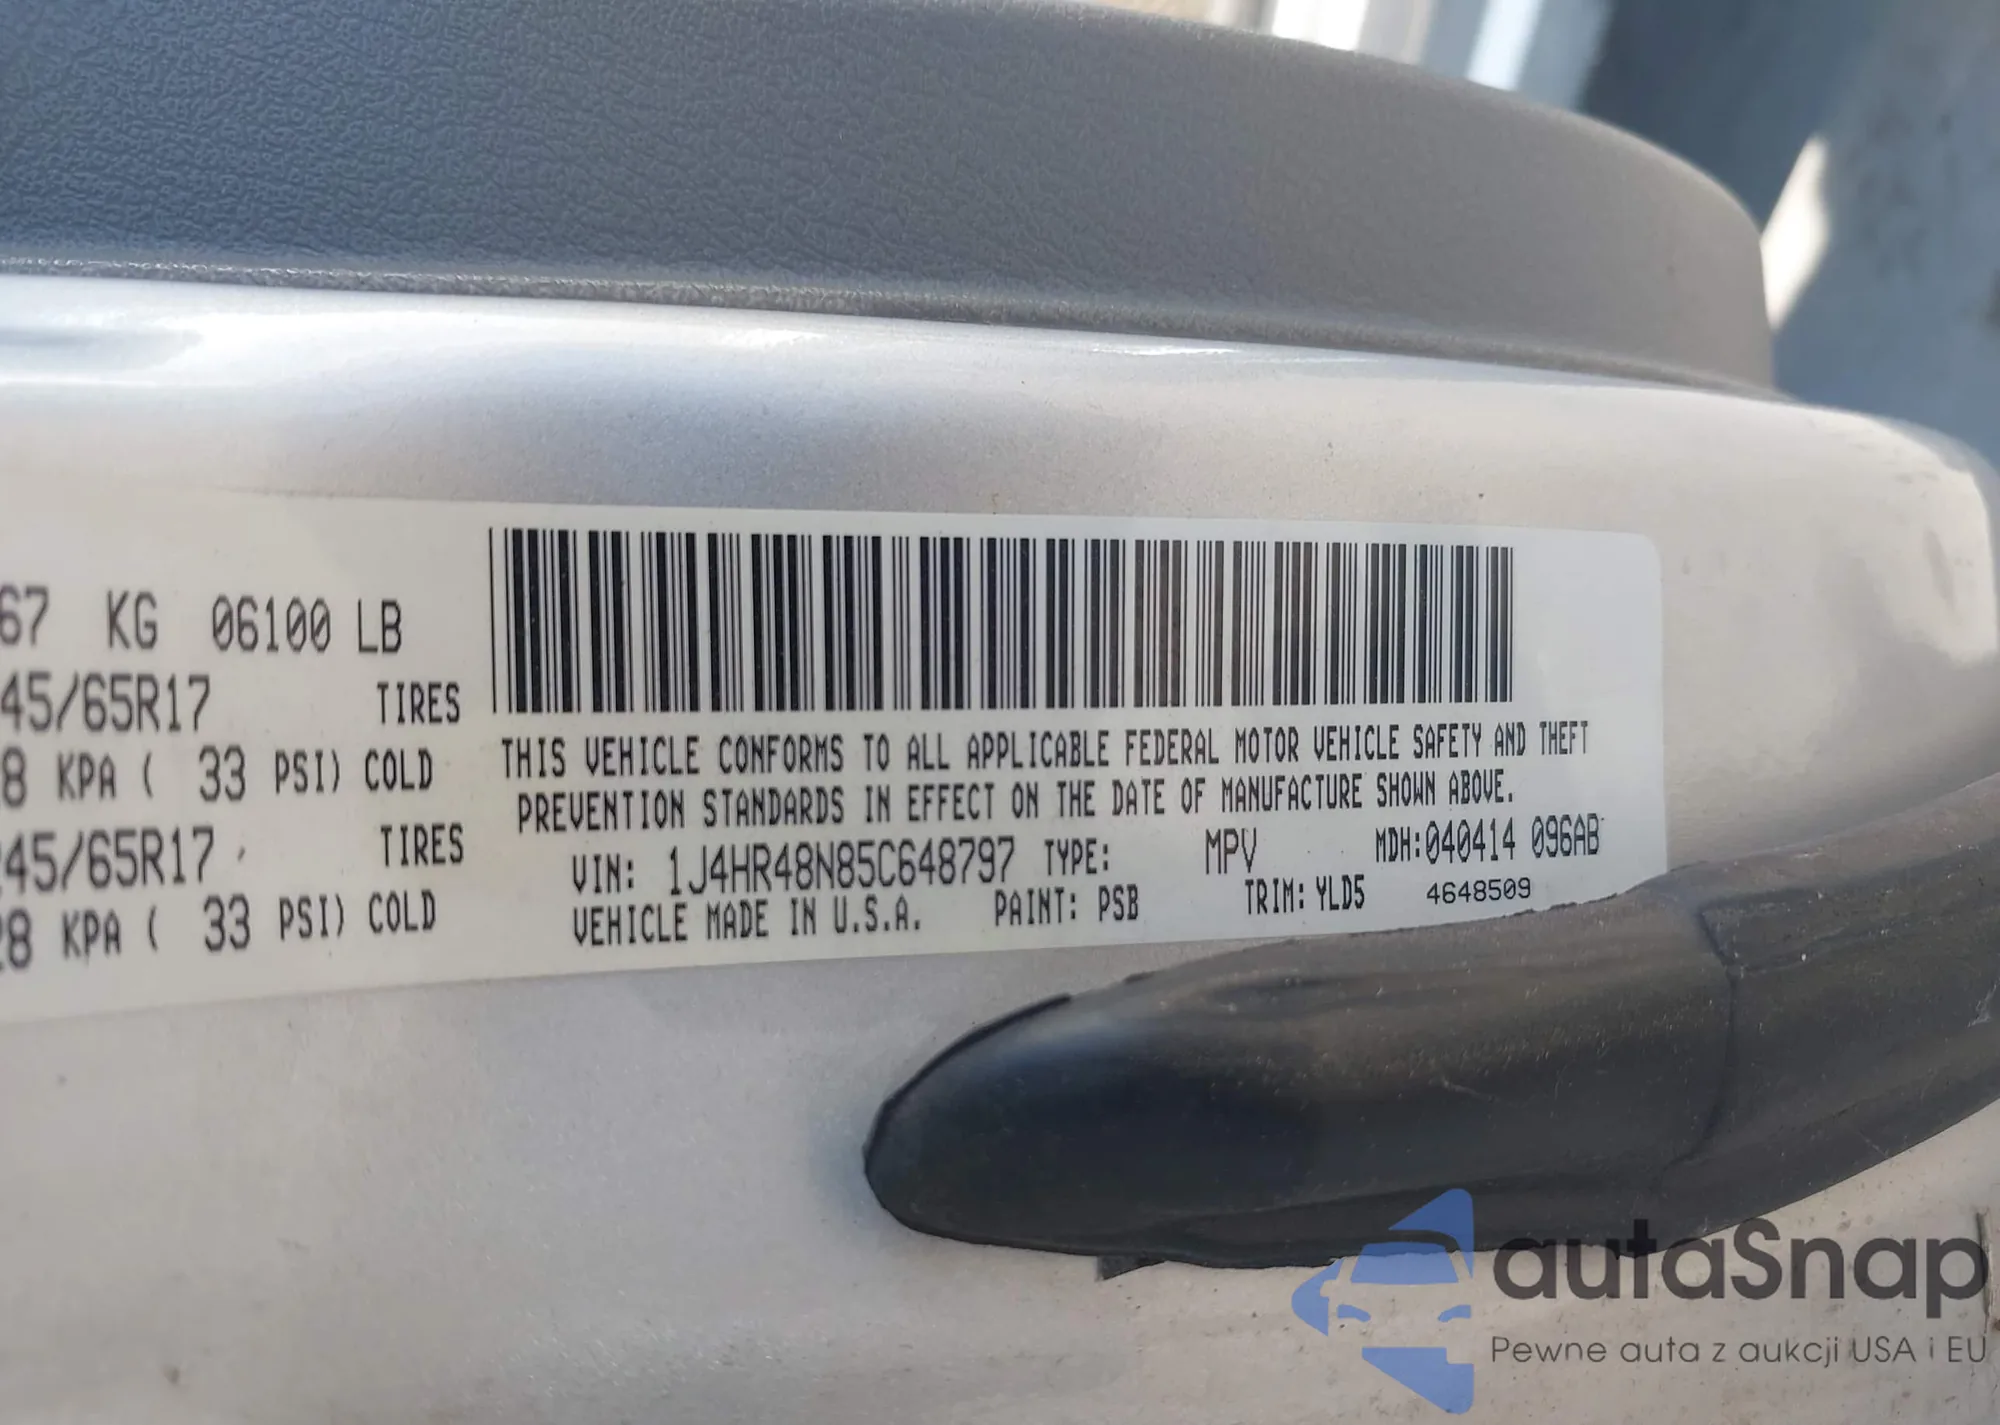 67 KG 06100 LB
45/65R17 TIRES
8 KPA ( 33 PSI) COLD
245/65R17 TIRES
28 KPA ( 33 PSI) COLD
THIS VEHICLE CONFORMS TO ALL APPLICABLE FEDERAL MOTOR VEHICLE SAFETY AND THEFT
PREVENTION STANDARDS IN EFFECT ON THE DATE OF MANUFACTURE SHOWN ABOVE.
VIN: 1J4HR48N85C648797 TYPE: MPV MDH:040414 096AB
VEHICLE MADE IN U.S.A. PAINT: PSB TRIM: YLD5 4648509
autaSnap
Pewne auta z aukcji USA i EU